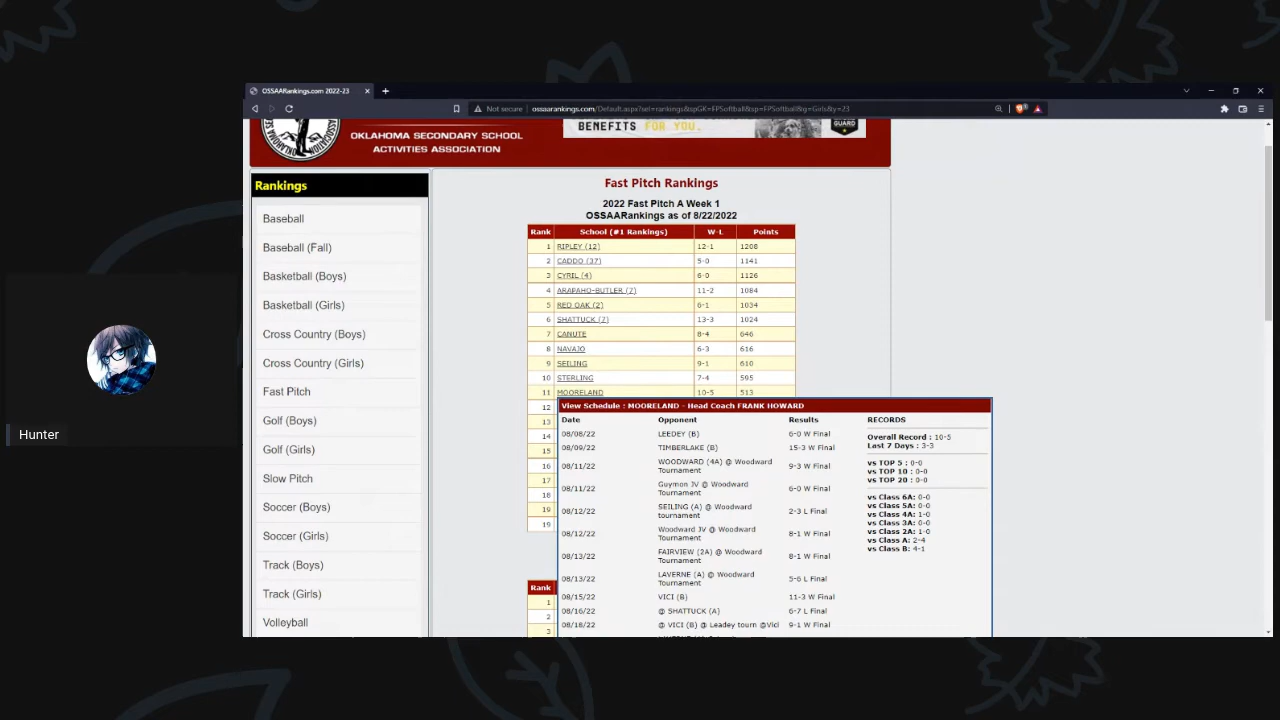 OSSAARankings.com 2022-23
Not secure ossaarankings.com/Default.aspx?sel=rankings&spGK=FPSoftball&sp=FPSoftball&g=Girls&y=23
OKLAHOMA SECONDARY SCHOOL
ACTIVITIES ASSOCIATION
BENEFITS FOR YOU.
GUARD
Rankings
Baseball
Baseball (Fall)
Basketball (Boys)
Basketball (Girls)
Cross Country (Boys)
Cross Country (Girls)
Fast Pitch
Golf (Boys)
Golf (Girls)
Slow Pitch
Soccer (Boys)
Soccer (Girls)
Track (Boys)
Track (Girls)
Volleyball
Hunter
Fast Pitch Rankings
2022 Fast Pitch A Week 1
OSSAARankings as of 8/22/2022
Rank School (#1 Rankings) W-L Points
1 RIPLEY (12) 12-1 1208
2 CADDO (37) 5-0 1141
3 CYRIL (4) 6-0 1126
4 ARAPAHO-BUTLER (7) 11-2 1084
5 RED OAK (2) 6-1 1034
6 SHATTUCK (7) 13-3 1024
7 CANUTE 8-4 646
8 NAVAJO 6-3 616
9 SEILING 9-1 610
10 STERLING 7-4 595
11 MOORELAND 10-5 513
12
13
14
15
16
17
18
19
19
Rank
1
2
3
View Schedule : MOORELAND - Head Coach FRANK HOWARD
Date Opponent Results
08/08/22 LEEDEY (B) 6-0 W Final
08/09/22 TIMBERLAKE (B) 15-3 W Final
08/11/22 WOODWARD (4A) @ Woodward 9-3 W Final
Tournament
08/11/22 Guymon JV @ Woodward 6-0 W Final
Tournament
08/12/22 SEILING (A) @ Woodward 2-3 L Final
tournament
08/12/22 Woodward JV @ Woodward 8-1 W Final
Tournament
08/13/22 FAIRVIEW (2A) @ Woodward 8-1 W Final
Tournament
08/13/22 LAVERNE (A) @ Woodward 5-6 L Final
Tournament
08/15/22 VICI (B) 11-3 W Final
08/16/22 @ SHATTUCK (A) 6-7 L Final
08/18/22 @ VICI (B) @ Leadey tourn @Vici 9-1 W Final
RECORDS
Overall Record : 10-5
Last 7 Days : 3-3
vs TOP 5 : 0-0
vs TOP 10 : 0-0
vs TOP 20 : 0-0
vs Class 6A: 0-0
vs Class 5A: 0-0
vs Class 4A: 1-0
vs Class 3A: 0-0
vs Class 2A: 1-0
vs Class A: 2-4
vs Class B: 4-1